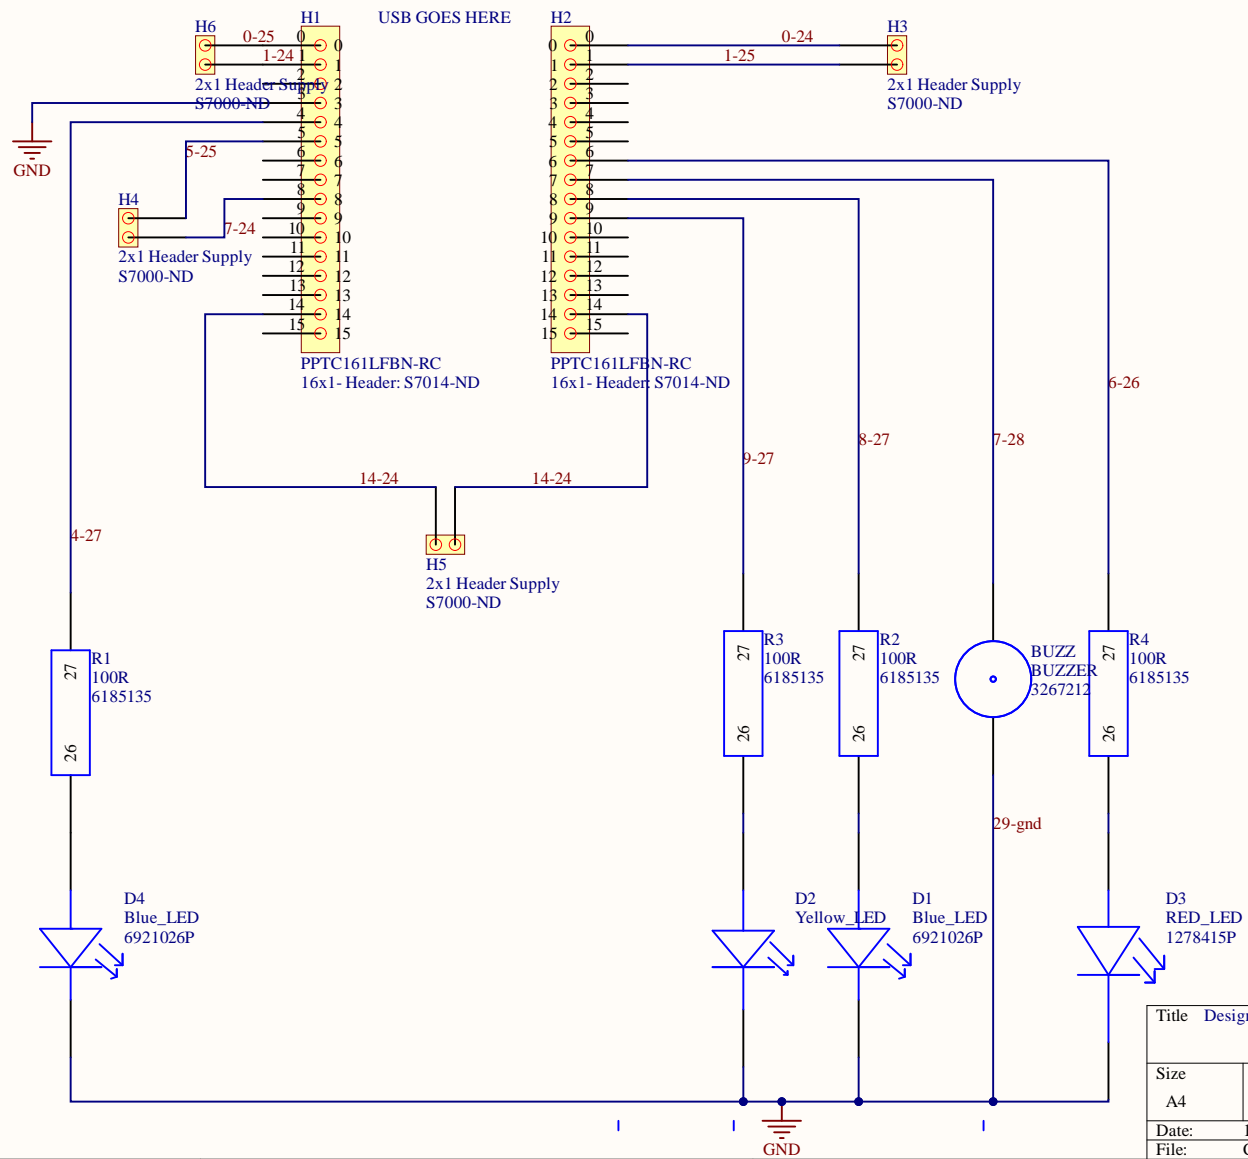 USB GOES HERE
H6
0-25
1-24
2x1 Header Supply
S7000-ND
GND
H1
0 0
1 1
2 2
3 3
4 4
5 5
6 6
7 7
8 8
9 9
10 10
11 11
12 12
13 13
14 14
15 15
PPTC161LFBN-RC
16x1- Header: S7014-ND
5-25
H4
7-24
2x1 Header Supply
S7000-ND
H2
0 0
1 1
2 2
3 3
4 4
5 5
6 6
7 7
8 8
9 9
10 10
11 11
12 12
13 13
14 14
15 15
PPTC161LFBN-RC
16x1- Header: S7014-ND
0-24
1-25
H3
2x1 Header Supply
S7000-ND
6-26
8-27
7-28
9-27
14-24
14-24
4-27
H5
2x1 Header Supply
S7000-ND
27
26
R1
100R
6185135
27
26
R3
100R
6185135
27
26
R2
100R
6185135
BUZZ
BUZZER
3267212
27
26
R4
100R
6185135
29-gnd
D4
Blue_LED
6921026P
D2
Yellow_LED
D1
Blue_LED
6921026P
D3
RED_LED
1278415P
GND
Title Design
Size
A4
Date:
File: